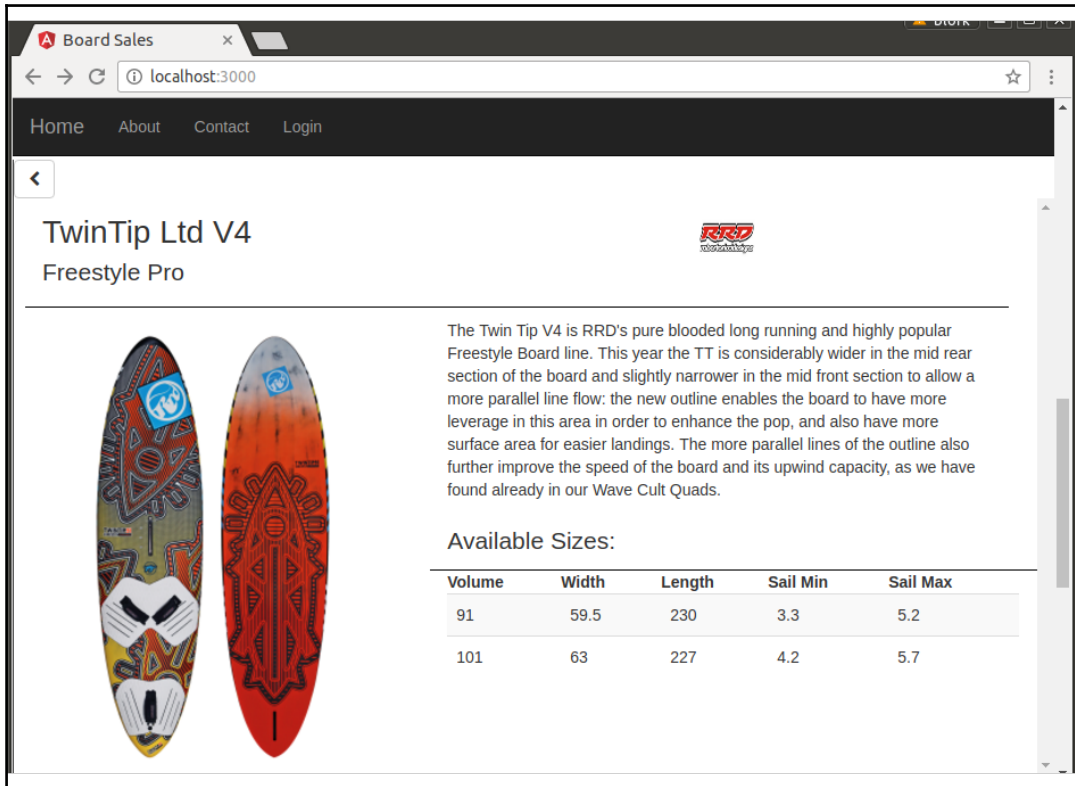 Board Sales
localhost:3000
Home About Contact Login
TwinTip Ltd V4
RRD
Freestyle Pro
The Twin Tip V4 is RRD's pure blooded long running and highly popular
Freestyle Board line. This year the TT is considerably wider in the mid rear
section of the board and slightly narrower in the mid front section to allow a
more parallel line flow: the new outline enables the board to have more
leverage in this area in order to enhance the pop, and also have more
surface area for easier landings. The more parallel lines of the outline also
further improve the speed of the board and its upwind capacity, as we have
found already in our Wave Cult Quads.
Available Sizes:
Volume Width Length Sail Min Sail Max
91 59.5 230 3.3 5.2
101 63 227 4.2 5.7